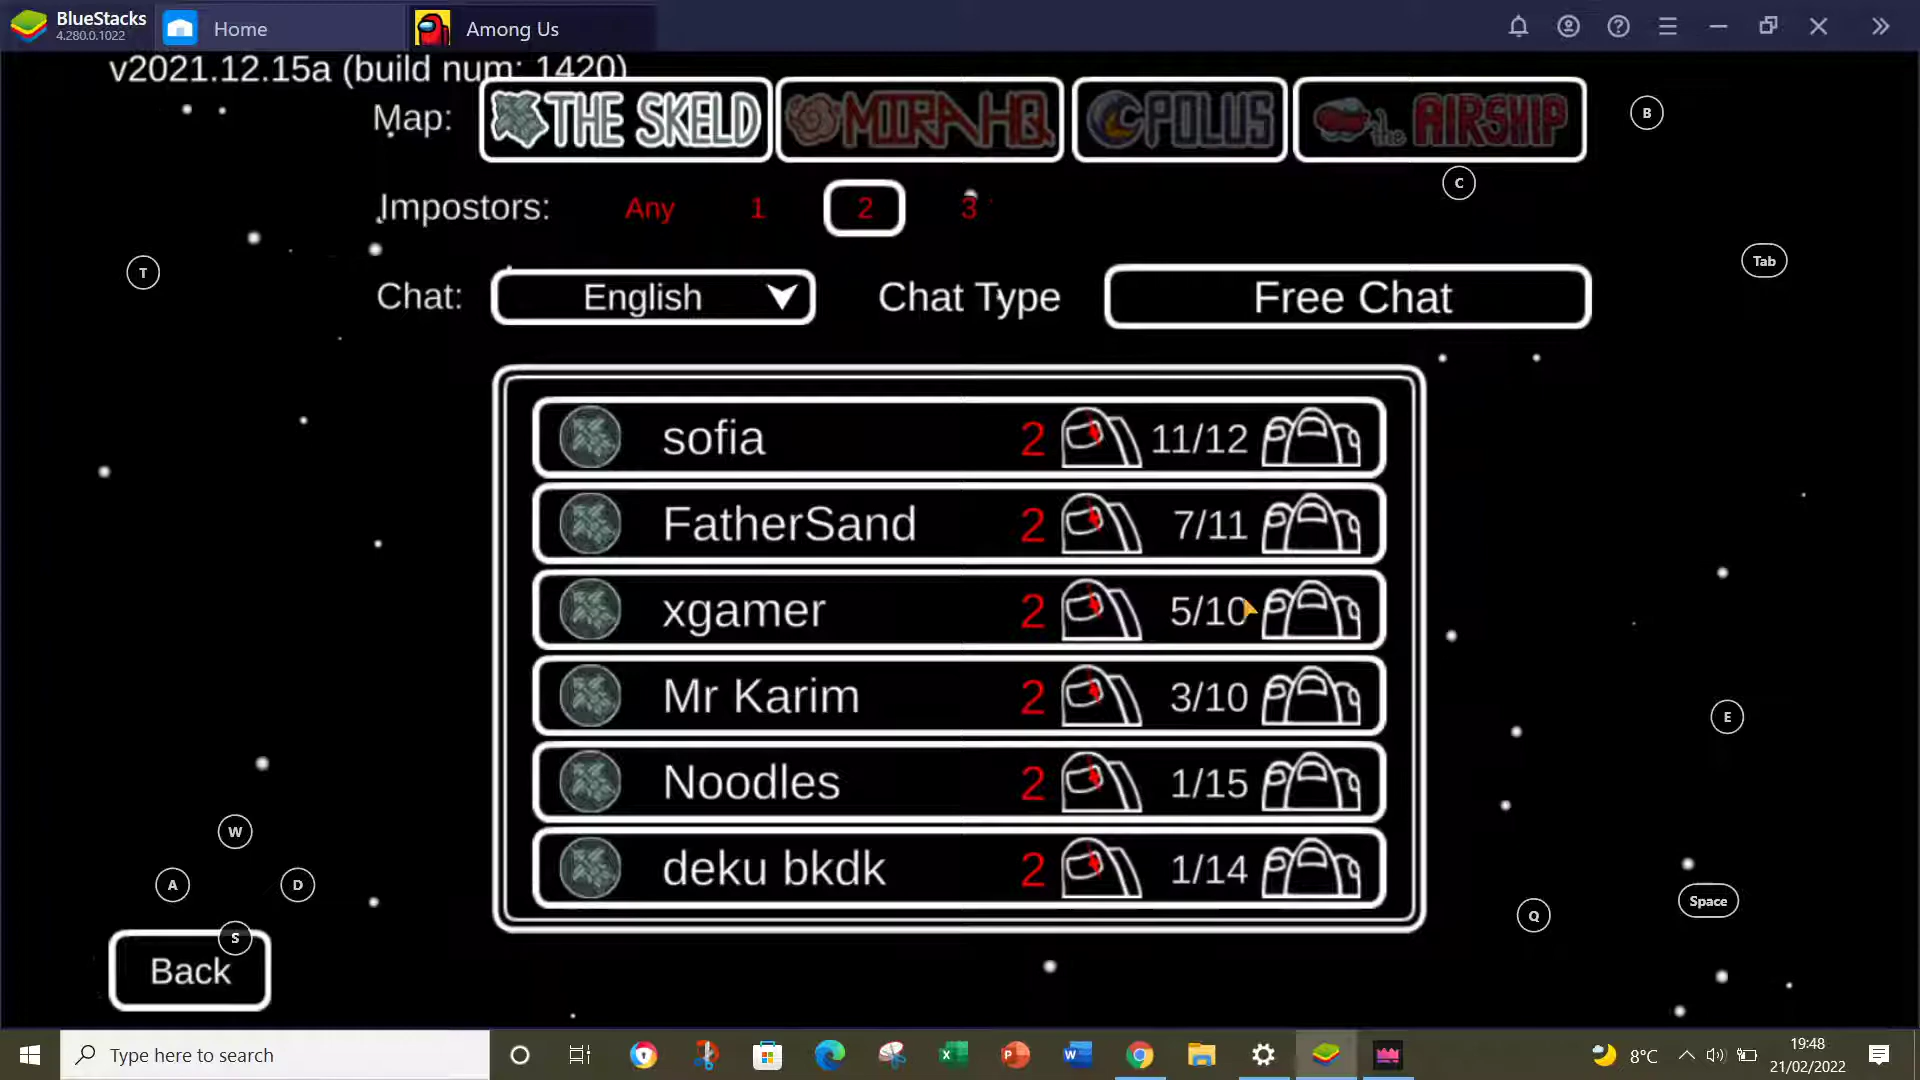 BlueStacks
4.280.0.1022
Home
Among Us
v2021.12.15a (build num: 1420)
Map: THE SKELD MIRA HQ POLUS the AIRSHIP
B
C
Impostors: Any 1 2 3
T
Tab
Chat: English Chat Type Free Chat
sofia 2 11/12
FatherSand 2 7/11
xgamer 2 5/10
Mr Karim 2 3/10
E
Noodles 2 1/15
W
deku bkdk 2 1/14
A D
Space
Q
S
Back
Type here to search
8°C
19:48
21/02/2022